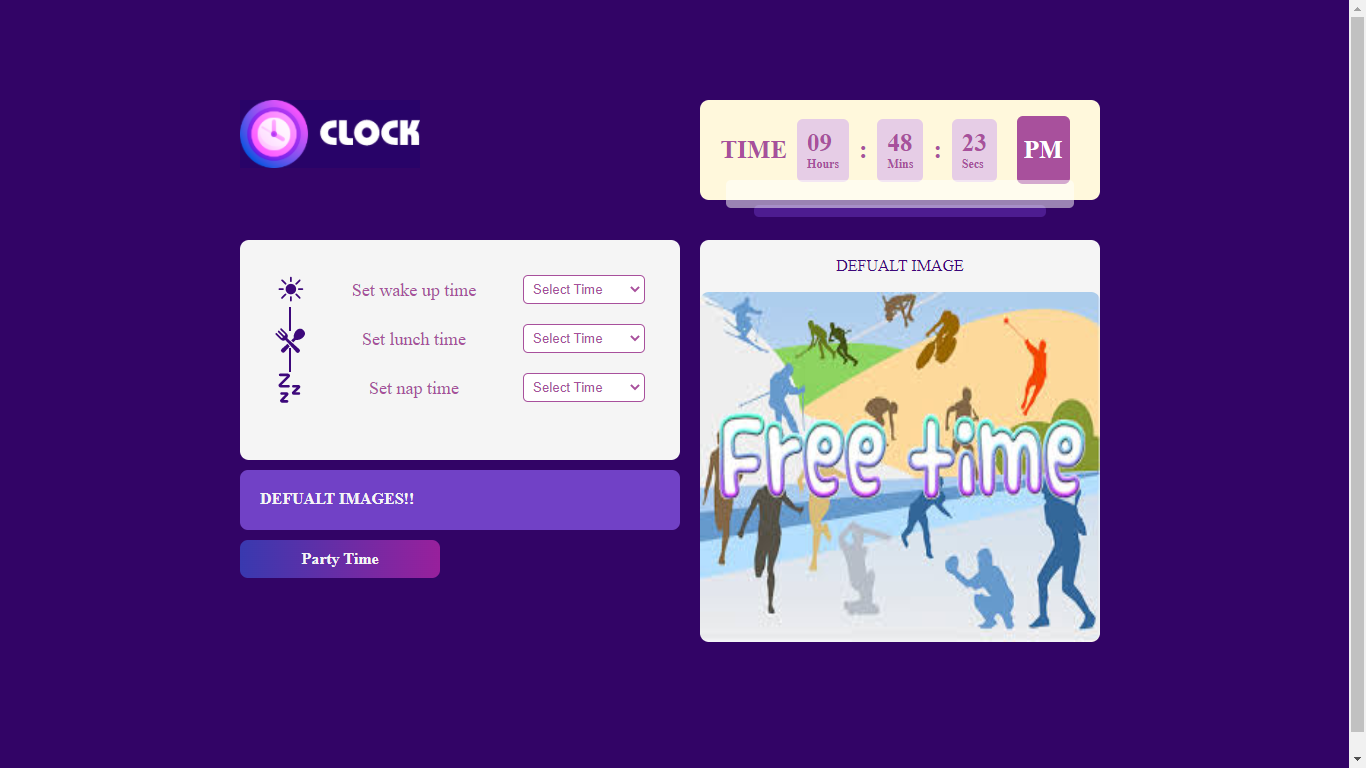 CLOCK
TIME 09 : 48 : 23 PM
Hours Mins Secs
Set wake up time Select Time
Set lunch time Select Time
Set nap time Select Time
DEFUALT IMAGES!!
Party Time
DEFUALT IMAGE
Free time